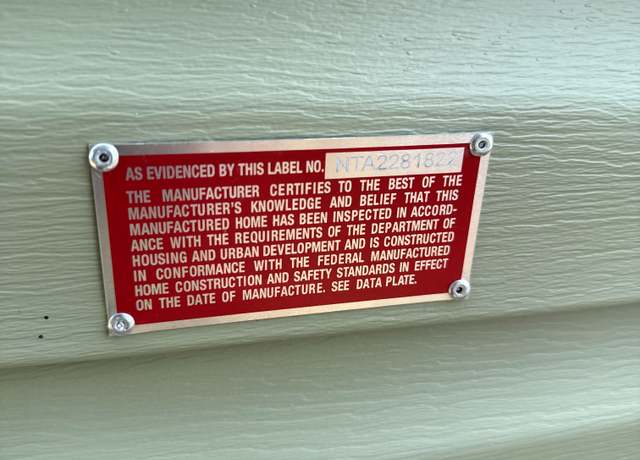 AS EVIDENCED BY THIS LABEL NO. NTA2281822
THE MANUFACTURER CERTIFIES TO THE BEST OF THE
MANUFACTURER'S KNOWLEDGE AND BELIEF THAT THIS
MANUFACTURED HOME HAS BEEN INSPECTED IN ACCORD-
ANCE WITH THE REQUIREMENTS OF THE DEPARTMENT OF
HOUSING AND URBAN DEVELOPMENT AND IS CONSTRUCTED
IN CONFORMANCE WITH THE FEDERAL MANUFACTURED
HOME CONSTRUCTION AND SAFETY STANDARDS IN EFFECT
ON THE DATE OF MANUFACTURE. SEE DATA PLATE.